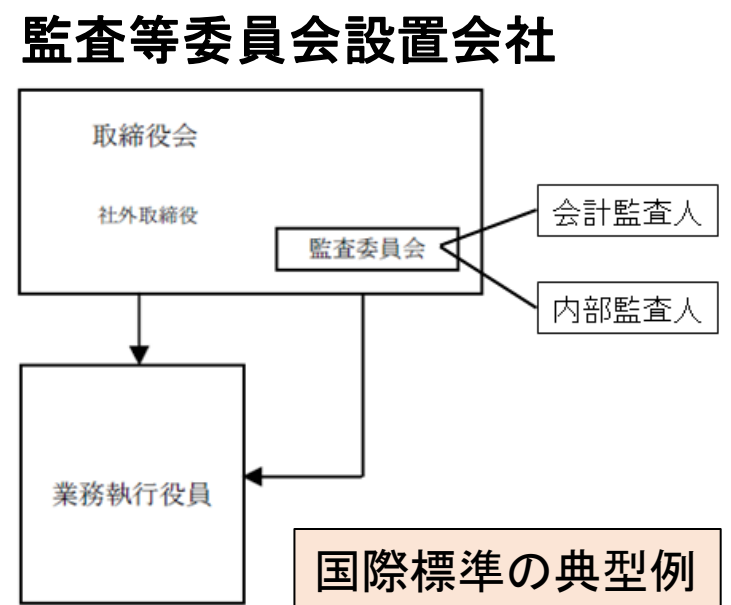 監査等委員会設置会社
取締役会
社外取締役
監査委員会
会計監査人
内部監査人
業務執行役員
国際標準の典型例